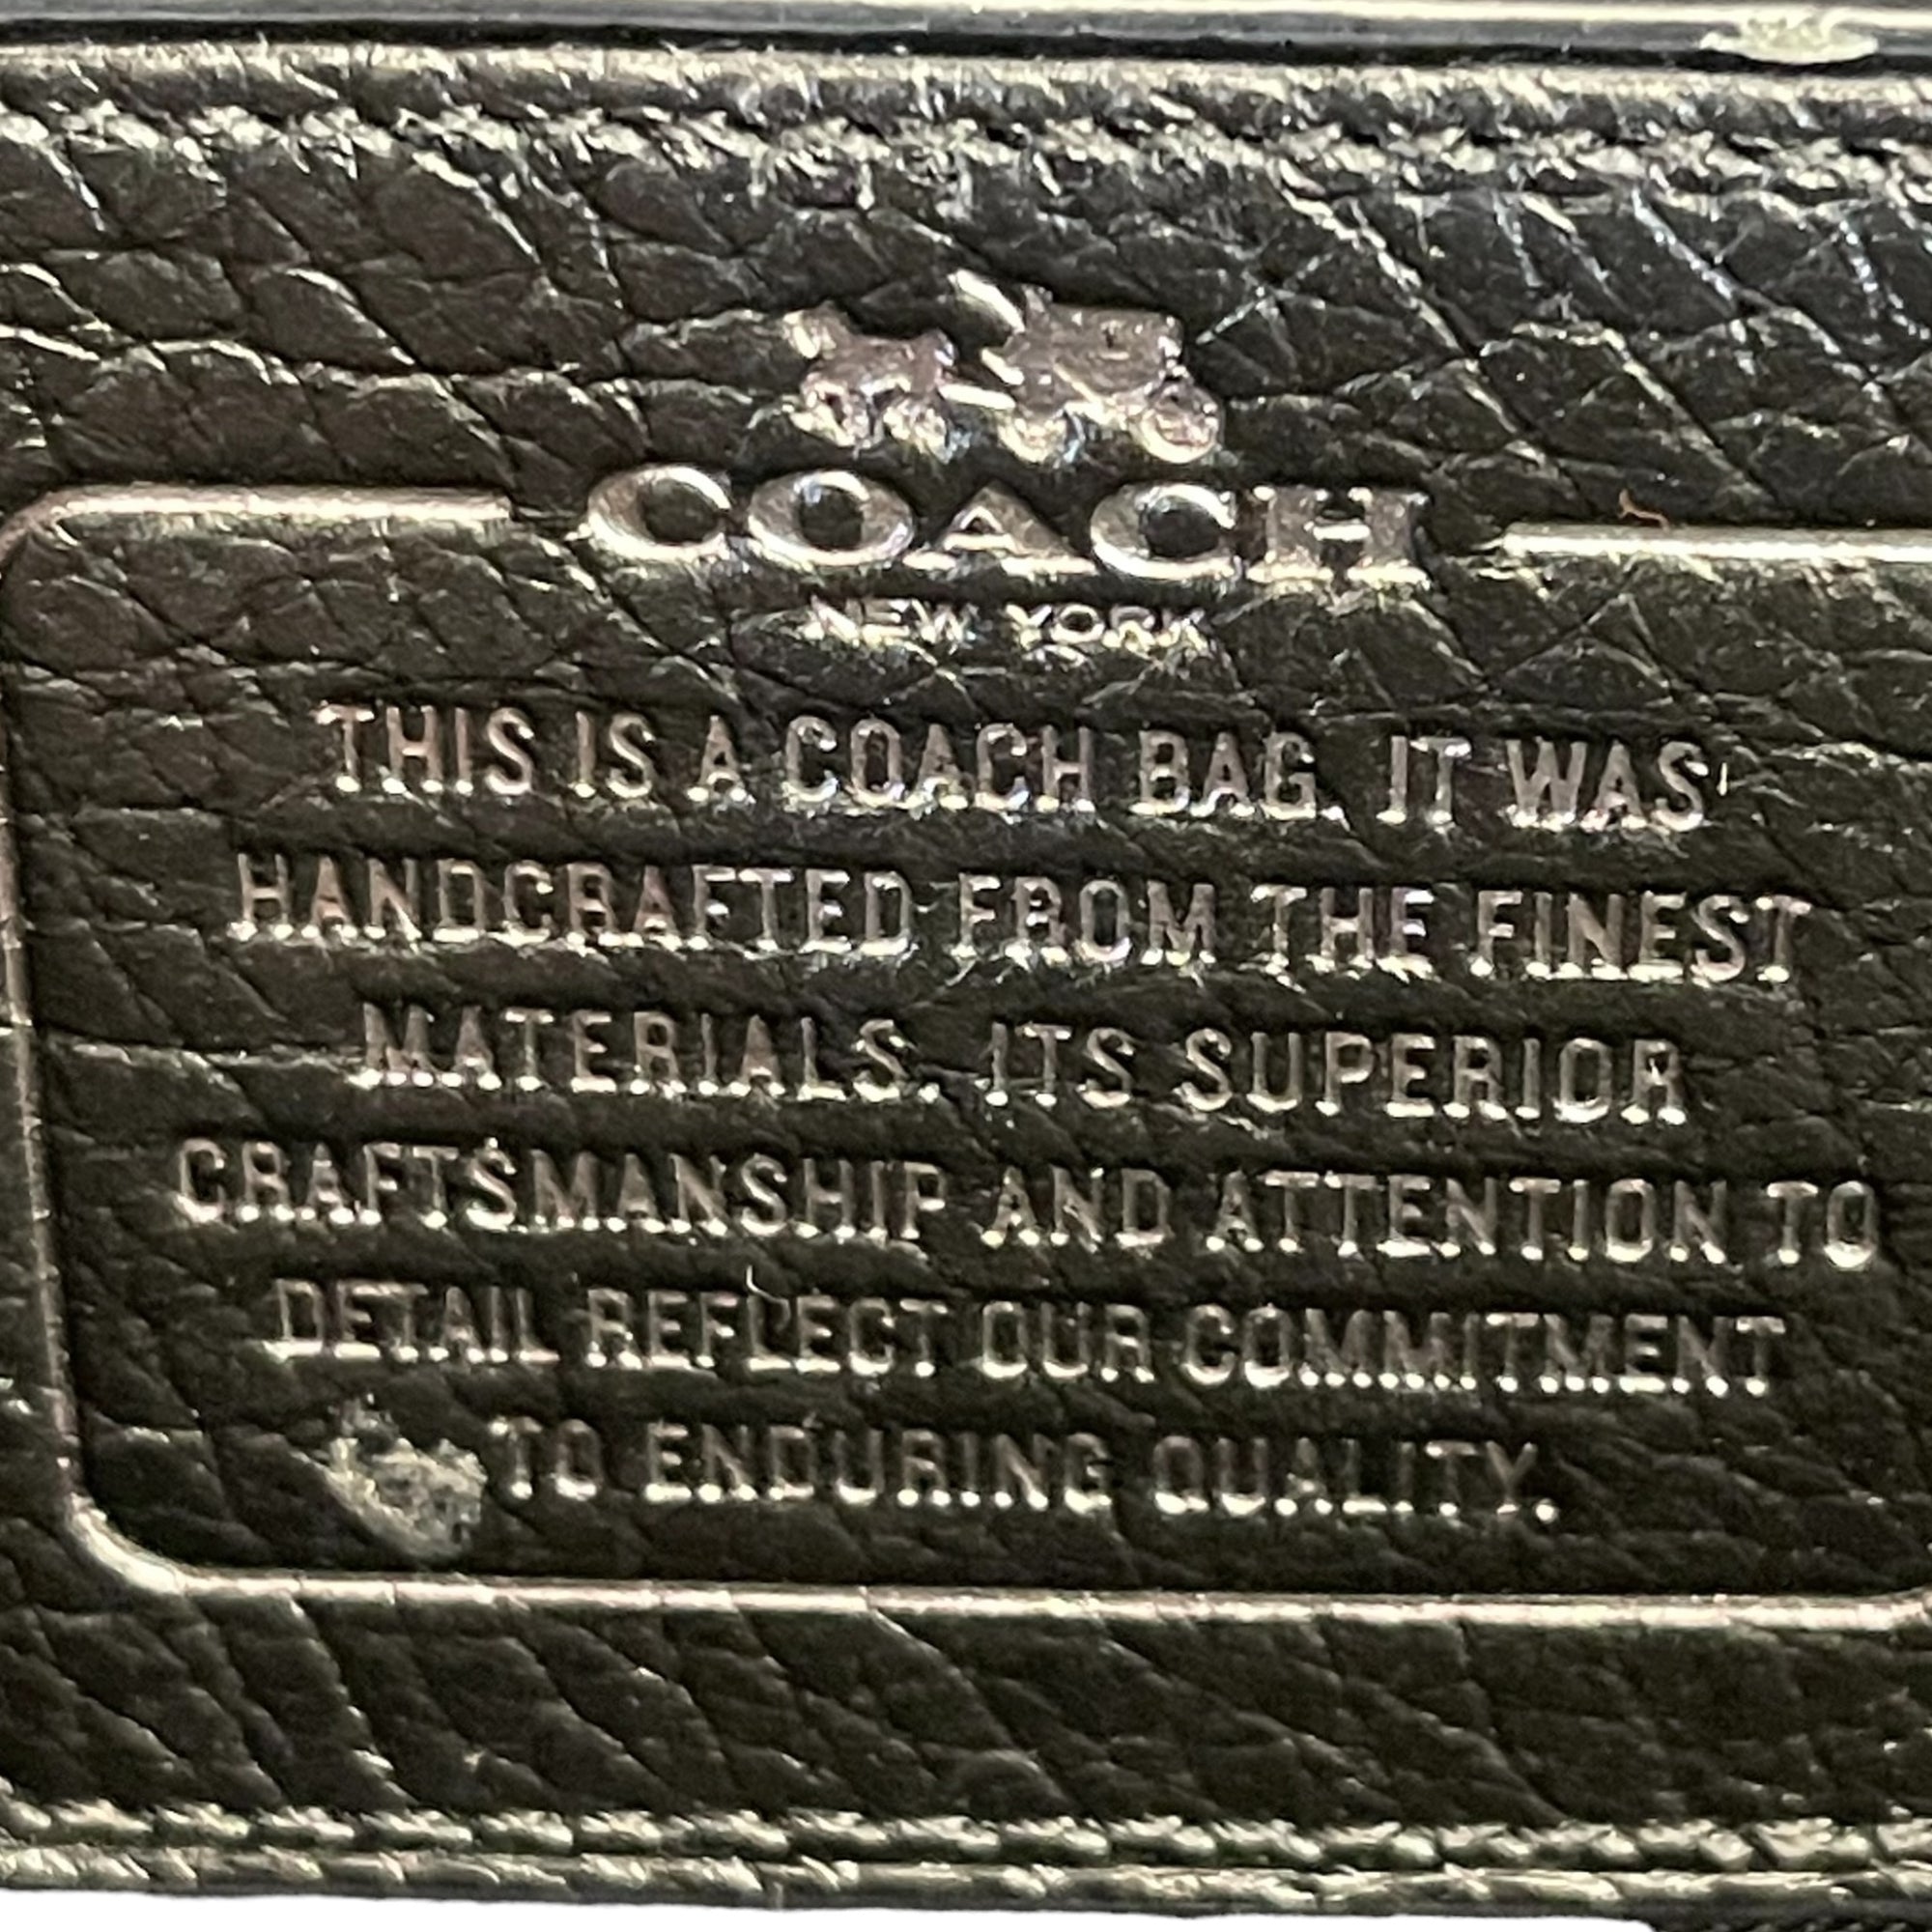 COACH
NEW YORK
THIS IS A COACH BAG. IT WAS
HANDCRAFTED FROM THE FINEST
MATERIALS. ITS SUPERIOR
CRAFTSMANSHIP AND ATTENTION TO
DETAIL REFLECT OUR COMMITMENT
TO ENDURING QUALITY.